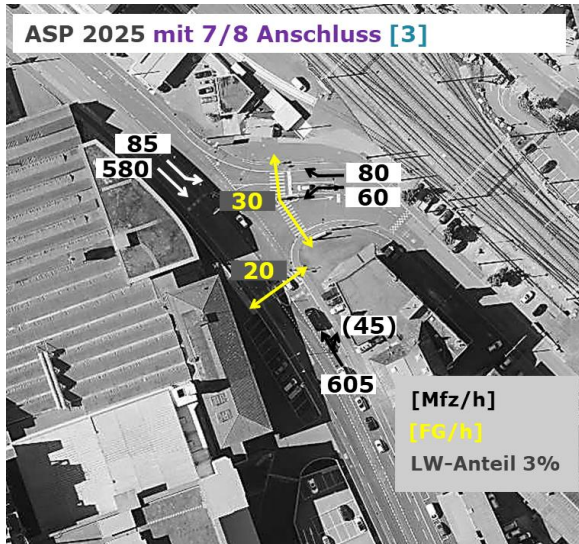 ASP 2025 mit 7/8 Anschluss [3]
85
580
80
60
30
20
(45)
605
[Mfz/h]
[FG/h]
LW-Anteil 3%